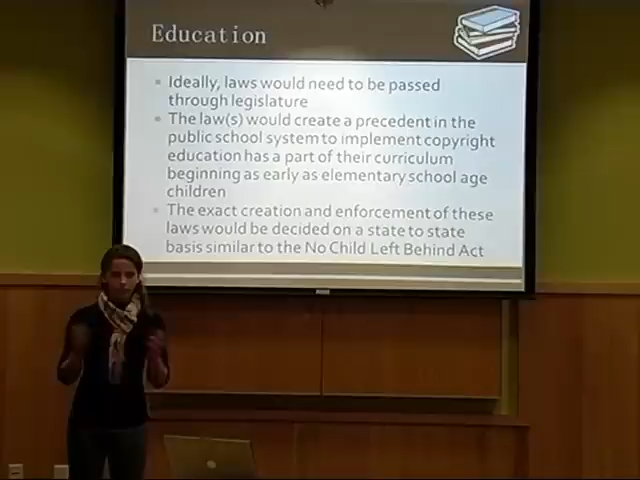 Education
Ideally, laws would need to be passed
through legislature
The law(s) would create a precedent in the
public school system to implement copyright
education has a part of their curriculum
beginning as early as elementary school age
children
The exact creation and enforcement of these
laws would be decided on a state to state
basis similar to the No Child Left Behind Act